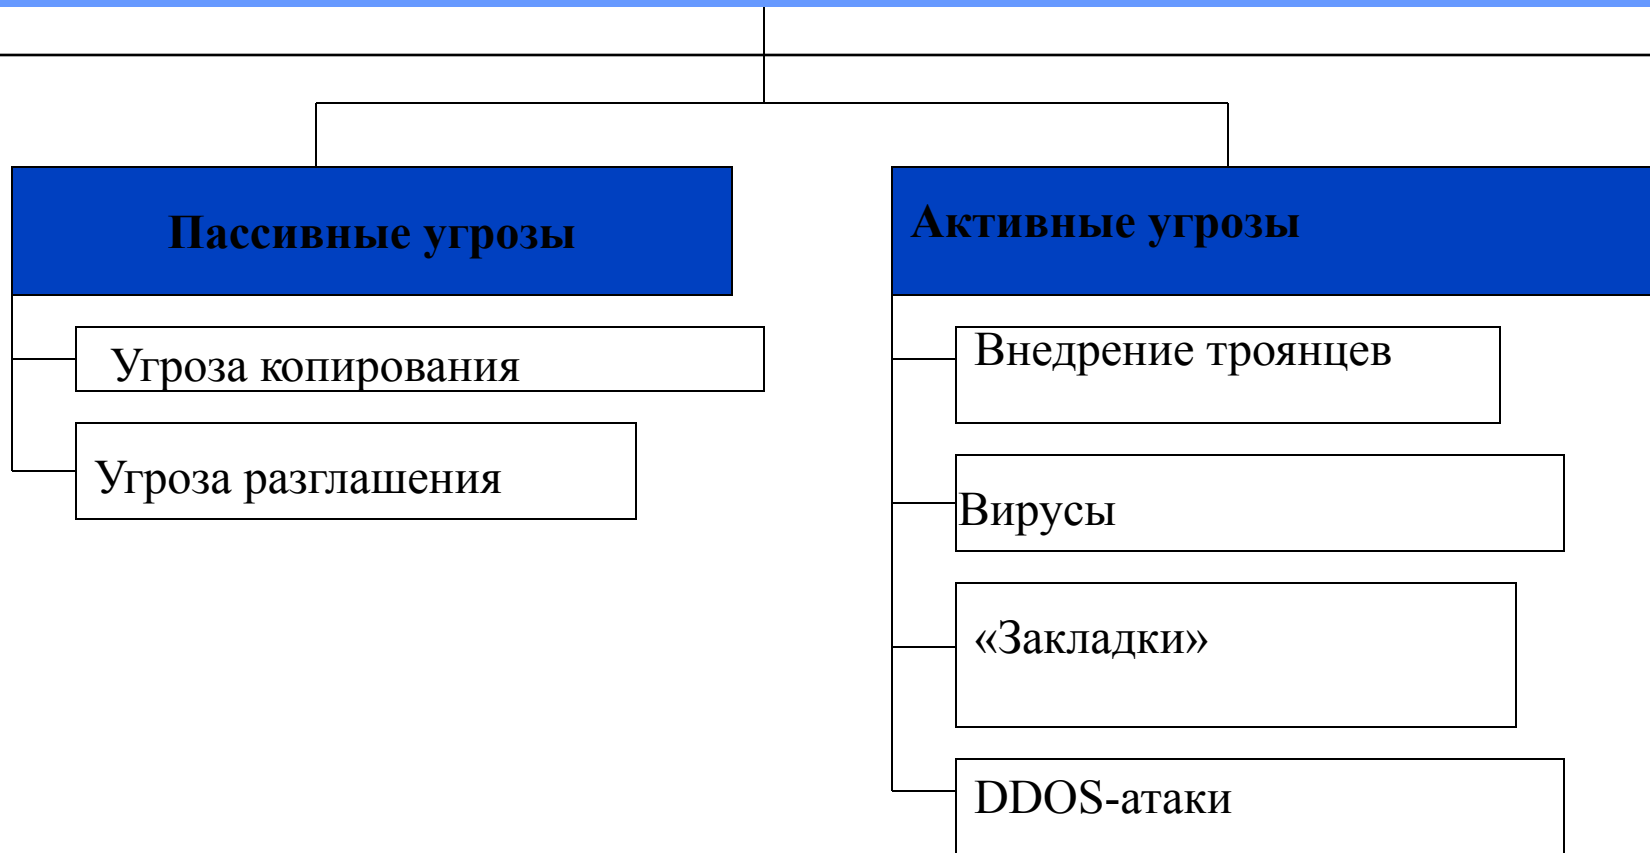 Пассивные угрозы
Угроза копирования
Угроза разглашения
Активные угрозы
Внедрение троянцев
Вирусы
«Закладки»
DDOS-атаки